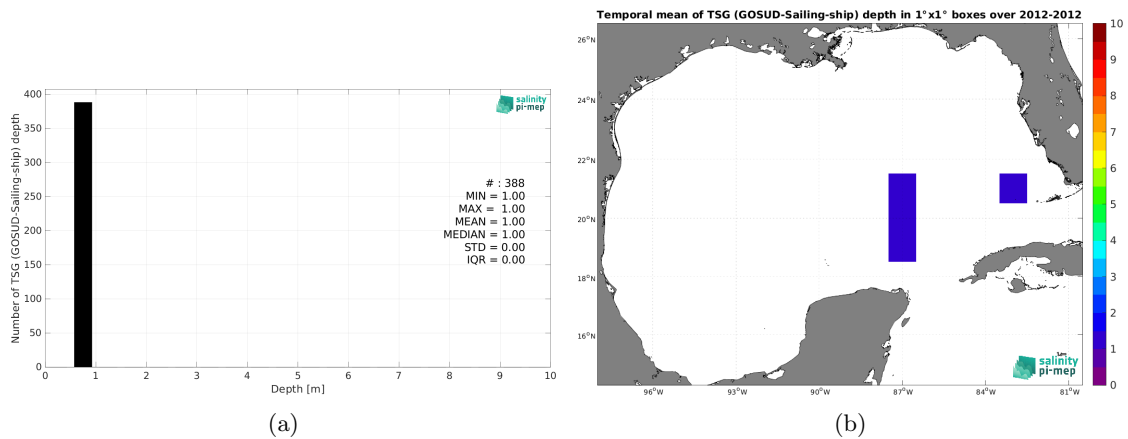 Number of TSG (GOSUD-Sailing-ship) depth
400
350
300
250
200
150
100
50
0
salinity
pi-mep
# : 388
MIN = 1.00
MAX = 1.00
MEAN = 1.00
MEDIAN = 1.00
STD = 0.00
IQR = 0.00
0 1 2 3 4 5 6 7 8 9 10
Depth [m]
(a)
Temporal mean of TSG (GOSUD-Sailing-ship) depth in 1°x1° boxes over 2012-2012
26°N
24°N
22°N
20°N
18°N
16°N
96°W 93°W 90°W 87°W 84°W 81°W
salinity
pi-mep
10
9
8
7
6
5
4
3
2
1
0
(b)